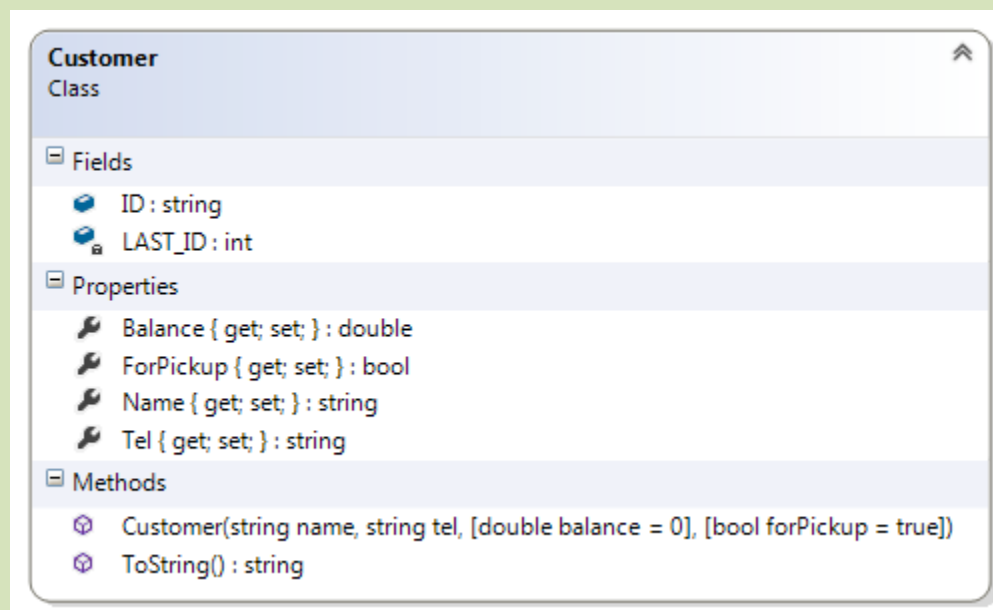 Customer
Class
Fields
ID : string
LAST_ID : int
Properties
Balance { get; set; } : double
ForPickup { get; set; } : bool
Name { get; set; } : string
Tel { get; set; } : string
Methods
Customer(string name, string tel, [double balance = 0], [bool forPickup = true])
ToString() : string